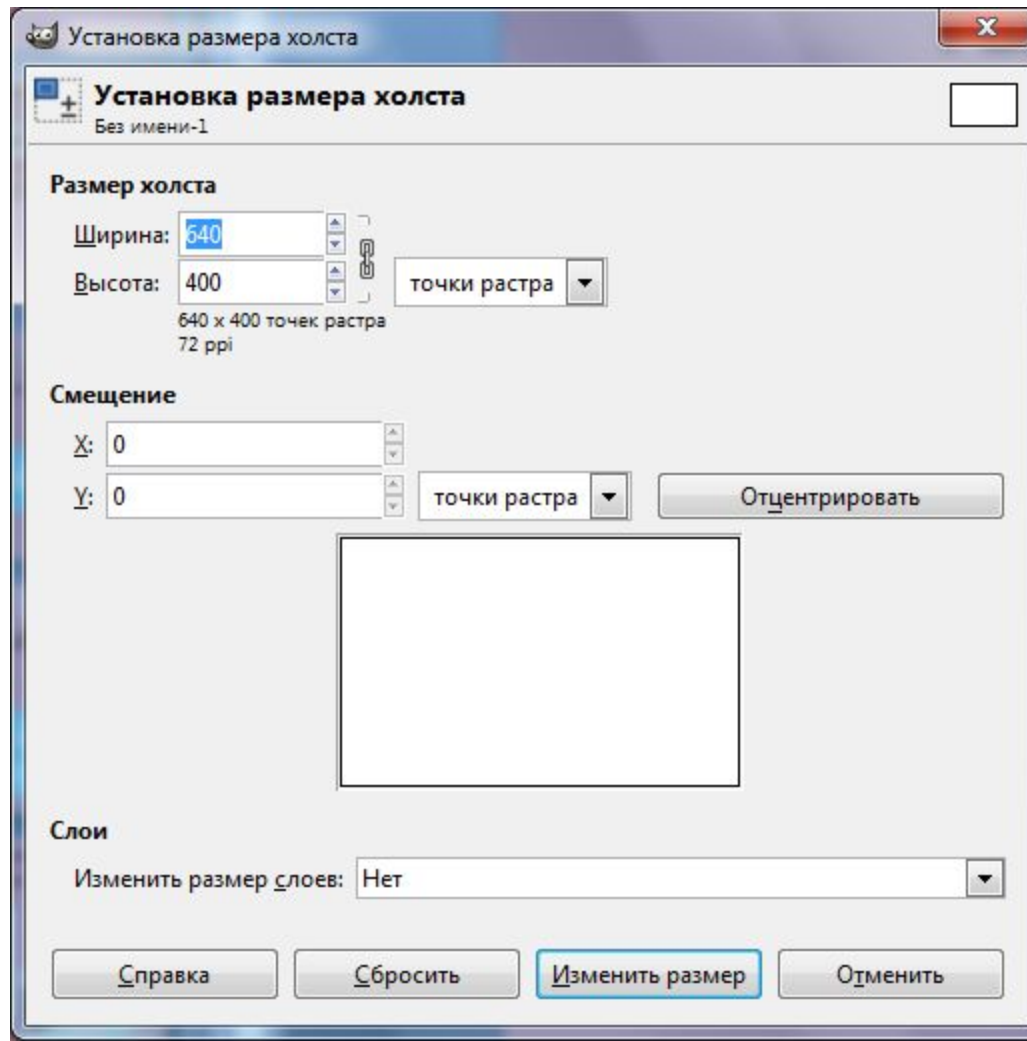 Установка размера холста
Установка размера холста
Без имени-1
Размер холста
Ширина: 640
Высота: 400 точки растра
640 x 400 точек растра
72 ppi
Смещение
X: 0
Y: 0 точки растра Отцентрировать
Слои
Изменить размер слоев: Нет
Справка Сбросить Изменить размер Отменить